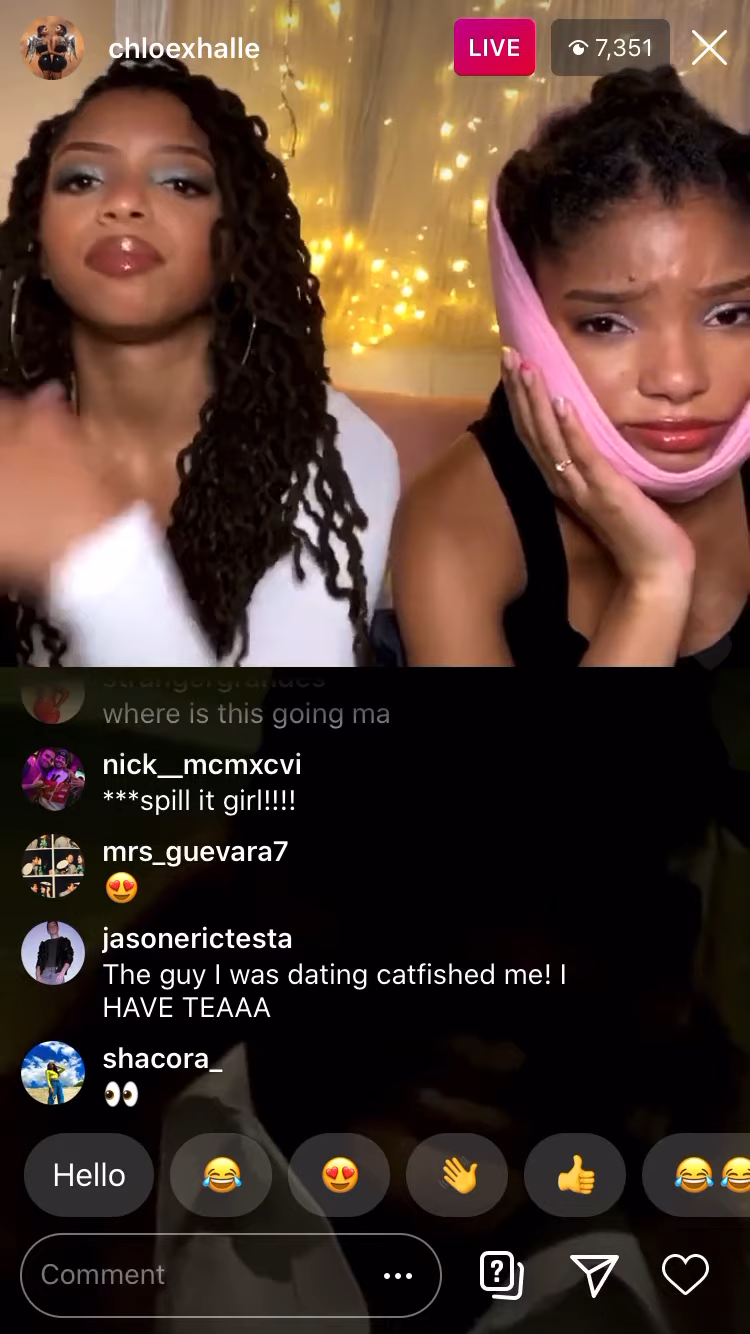 chloexhalle
LIVE
7,351
where is this going ma
nick__mcmxcvi
***spill it girl!!!!
mrs_guevara7
😍
jasonerictesta
The guy I was dating catfished me! I
HAVE TEAAA
shacora_
👀
Hello 😂 😍 👋 👍 😂😂
Comment